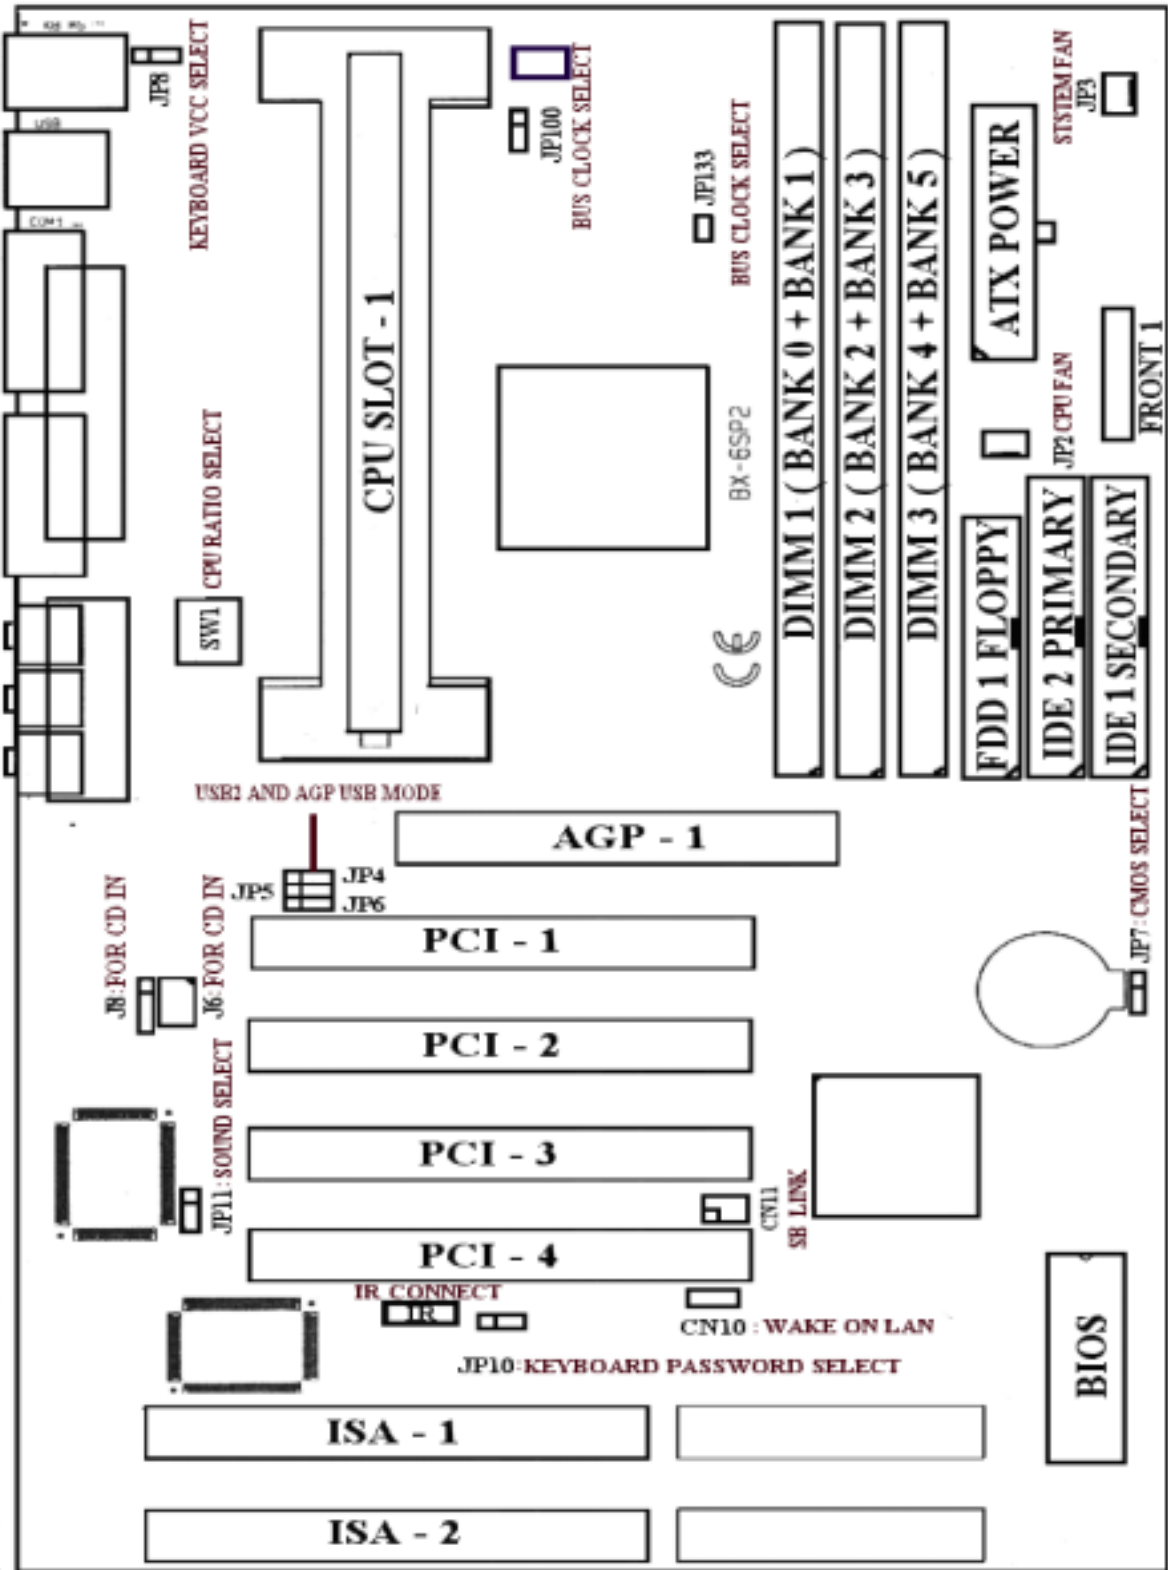 USB
COM1
JP8
KEYBOARD VCC SELECT
JP100
BUS CLOCK SELECT
JP133
BUS CLOCK SELECT
STSTEM FAN
JP3
ATX POWER
FRONT 1
JP2 CPU FAN
CPU SLOT - 1
CPU RATIO SELECT
SW1
BX-6SP2
CE
DIMM 1 ( BANK 0 + BANK 1 )
DIMM 2 ( BANK 2 + BANK 3 )
DIMM 3 ( BANK 4 + BANK 5 )
FDD 1 FLOPPY
IDE 2 PRIMARY
IDE 1 SECONDARY
USB2 AND AGP USB MODE
AGP - 1
JP5
JP4
JP6
JP7: CMOS SELECT
J8: FOR CD IN
J6: FOR CD IN
PCI - 1
PCI - 2
JP11: SOUND SELECT
PCI - 3
CN11
SB LINK
PCI - 4
IR CONNECT
IR
CN10 : WAKE ON LAN
JP10:KEYBOARD PASSWORD SELECT
BIOS
ISA - 1
ISA - 2